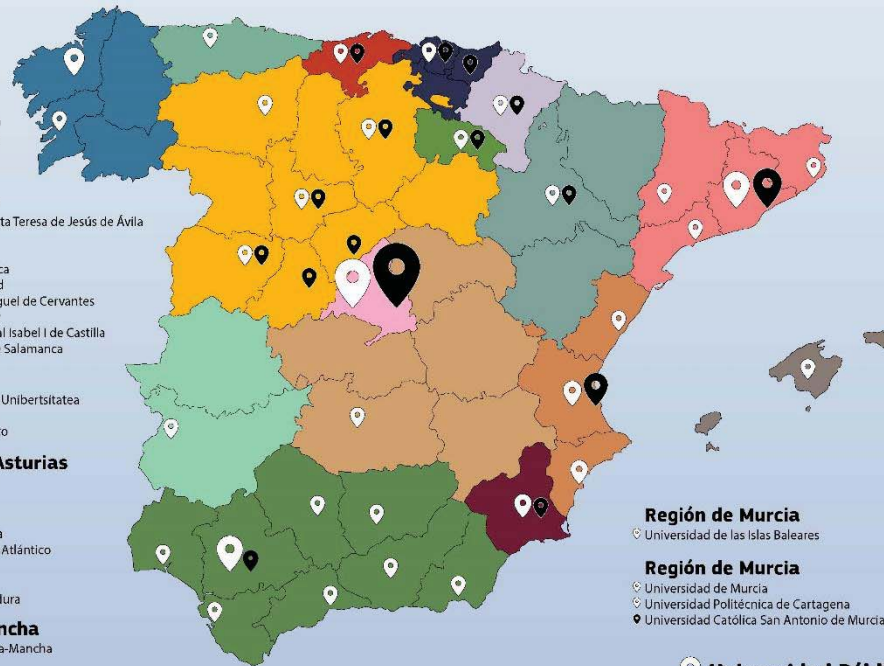 ta Teresa de Jesús de Ávila
ca
d
guel de Cervantes
al Isabel I de Castilla
e Salamanca
Unibertsitatea
ro
Asturias
a
Atlántico
dura
ncha
a-Mancha
Región de Murcia
Universidad de las Islas Baleares
Región de Murcia
Universidad de Murcia
Universidad Politécnica de Cartagena
Universidad Católica San Antonio de Murcia